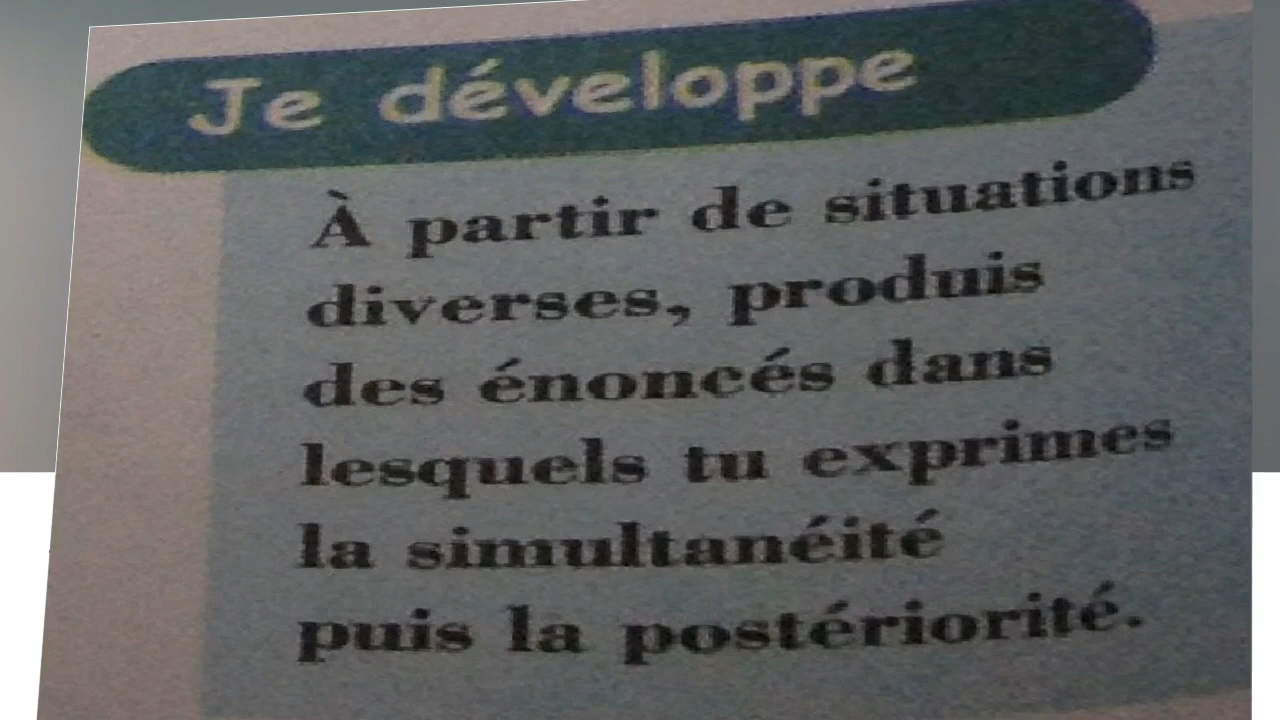 Je développe
À partir de situations
diverses, produis
des énoncés dans
lesquels tu exprimes
la simultanéité
puis la postériorité.